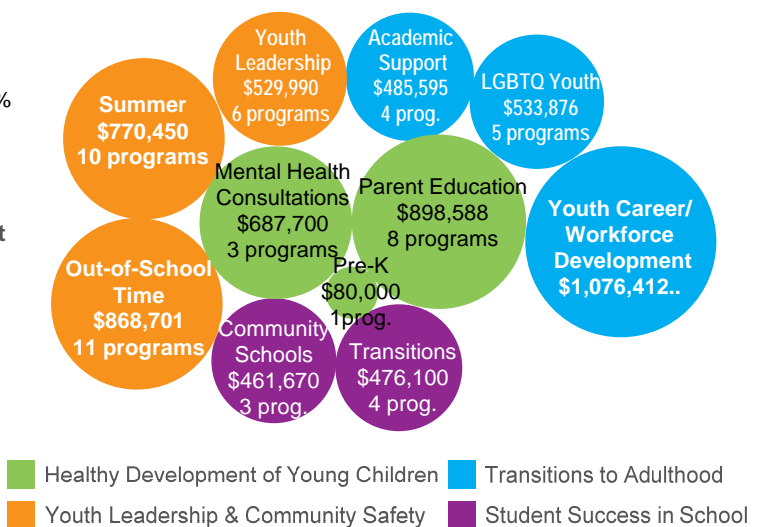 %
t
Youth
Leadership
$529,990
6 programs
Academic
Support
$485,595
4 prog.
LGBTQ Youth
$533,876
5 programs
Summer
$770,450
10 programs
Mental Health
Consultations
$687,700
3 programs
Parent Education
$898,588
8 programs
Youth Career/
Workforce
Development
$1,076,412..
Out-of-School
Time
$868,701
11 programs
Pre-K
$80,000
1prog.
Community
Schools
$461,670
3 prog.
Transitions
$476,100
4 prog.
Healthy Development of Young Children
Transitions to Adulthood
Youth Leadership & Community Safety
Student Success in School